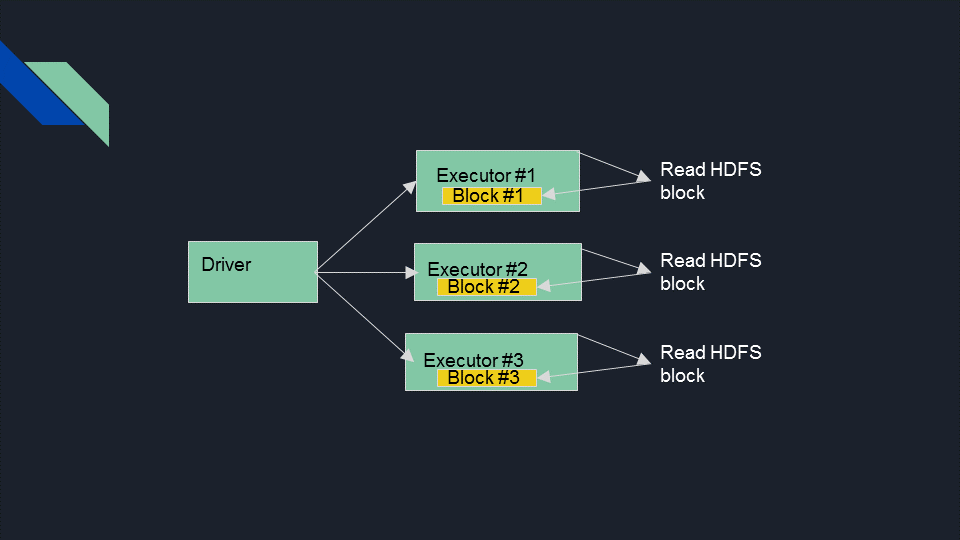 Executor #1
Block #1
Read HDFS
block
Driver
Executor #2
Block #2
Read HDFS
block
Executor #3
Block #3
Read HDFS
block